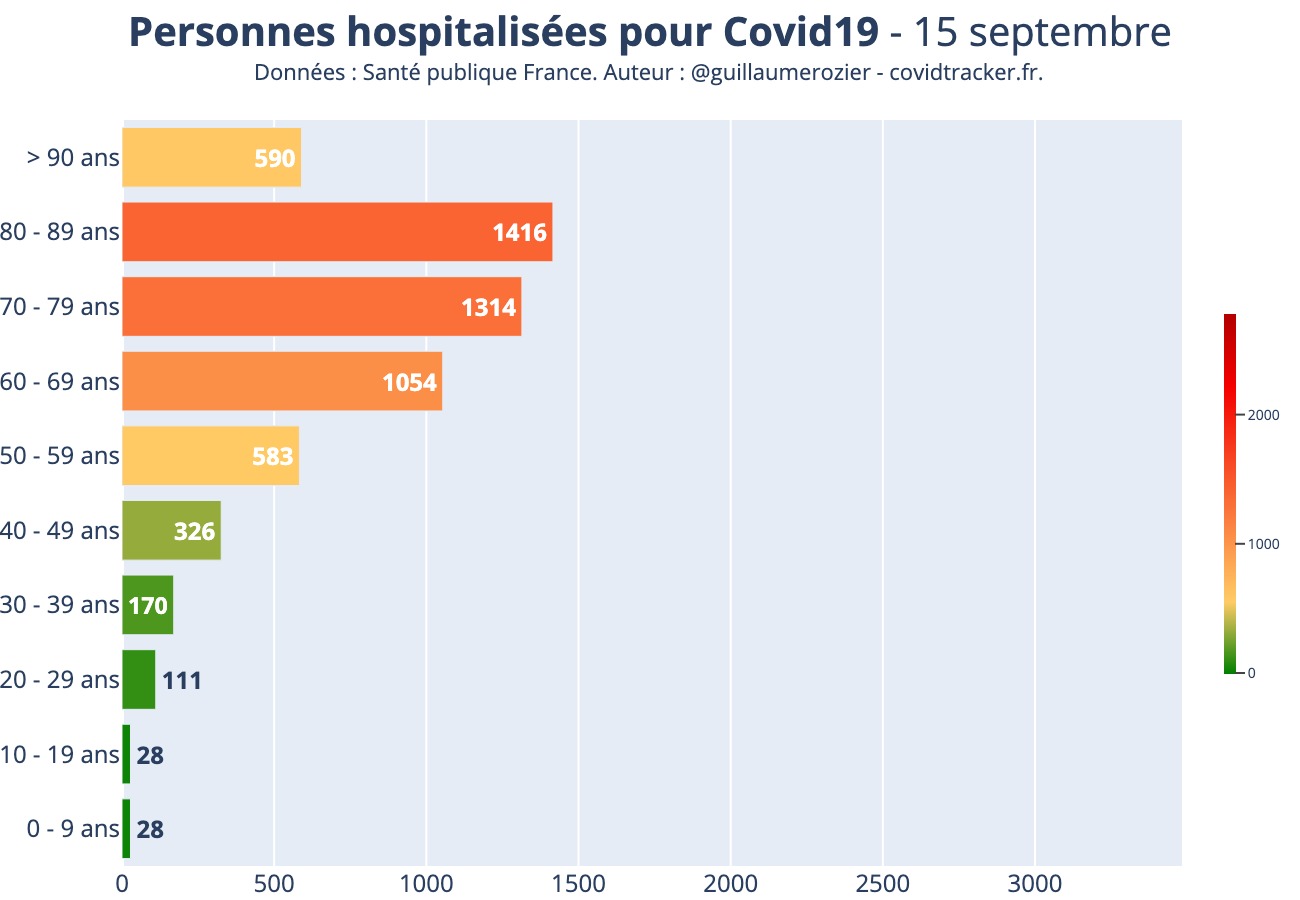 Personnes hospitalisées pour Covid19 - 15 septembre
Données : Santé publique France. Auteur : @guillaumerozier - covidtracker.fr.
> 90 ans 590
80 - 89 ans 1416
70 - 79 ans 1314
60 - 69 ans 1054
50 - 59 ans 583
40 - 49 ans 326
30 - 39 ans 170
20 - 29 ans 111
10 - 19 ans 28
0 - 9 ans 28
0 500 1000 1500 2000 2500 3000
2000
1000
0